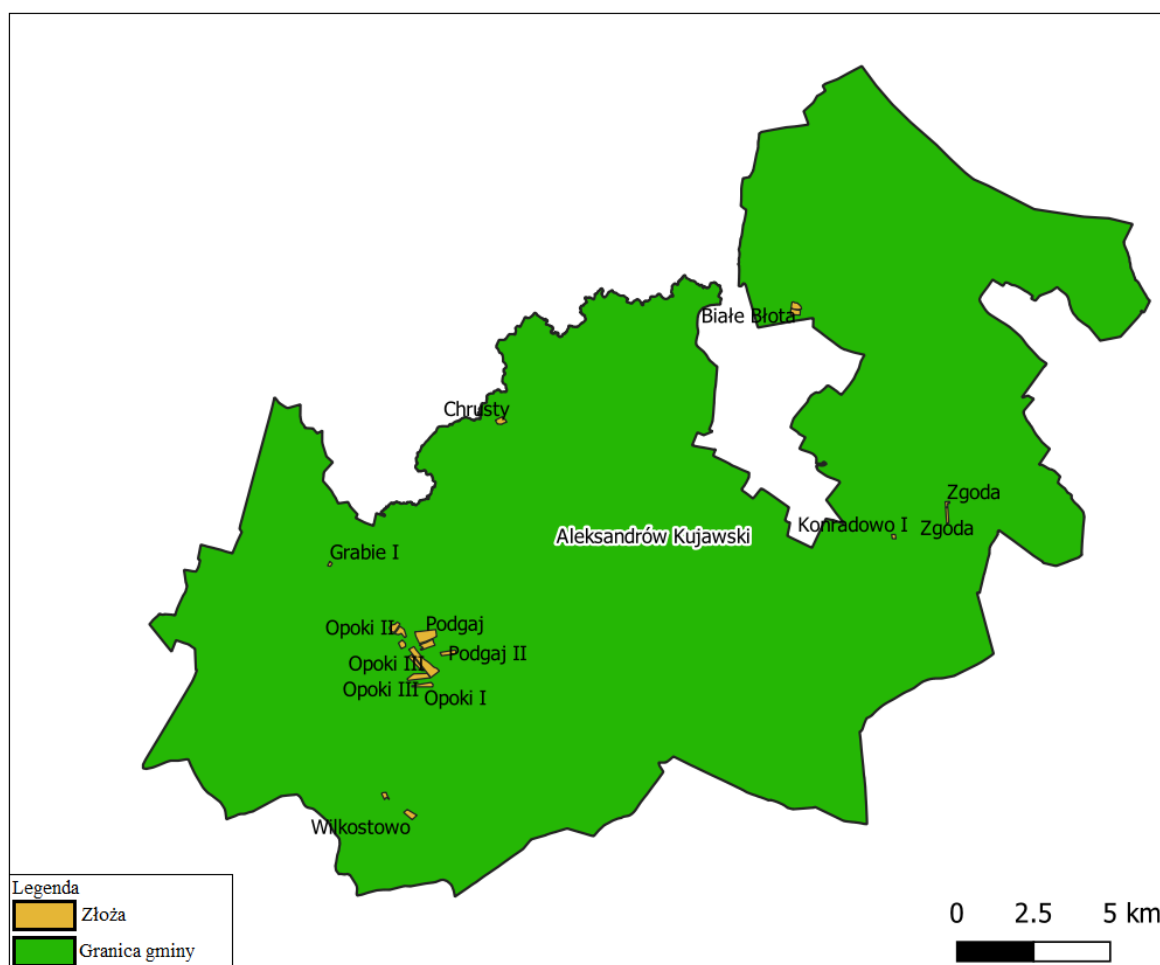 Białe Błota
Chrusty
Zgoda
Konradowo I
Zgoda
Aleksandrów Kujawski
Grabie I
Opoki II
Podgaj
Podgaj II
Opoki III
Opoki III
Opoki I
Wilkostowo
Legenda
Złoża
Granica gminy
0 2.5 5 km